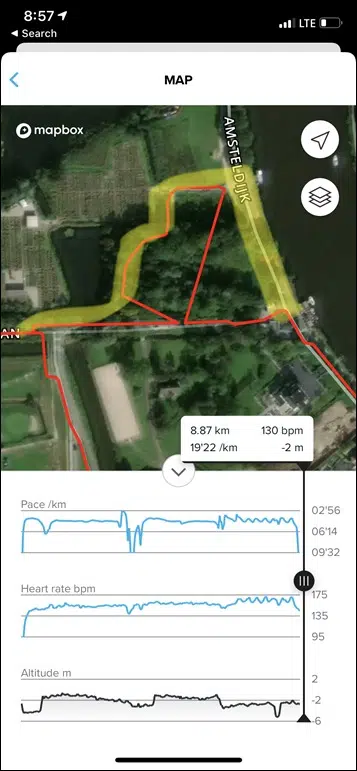 8:57
LTE
◀ Search
MAP
mapbox
AMSTELDIJK
AN
8.87 km 130 bpm
19'22 /km -2 m
Pace /km
02'56
06'14
09'32
Heart rate bpm
175
135
95
Altitude m
2
-2
-6